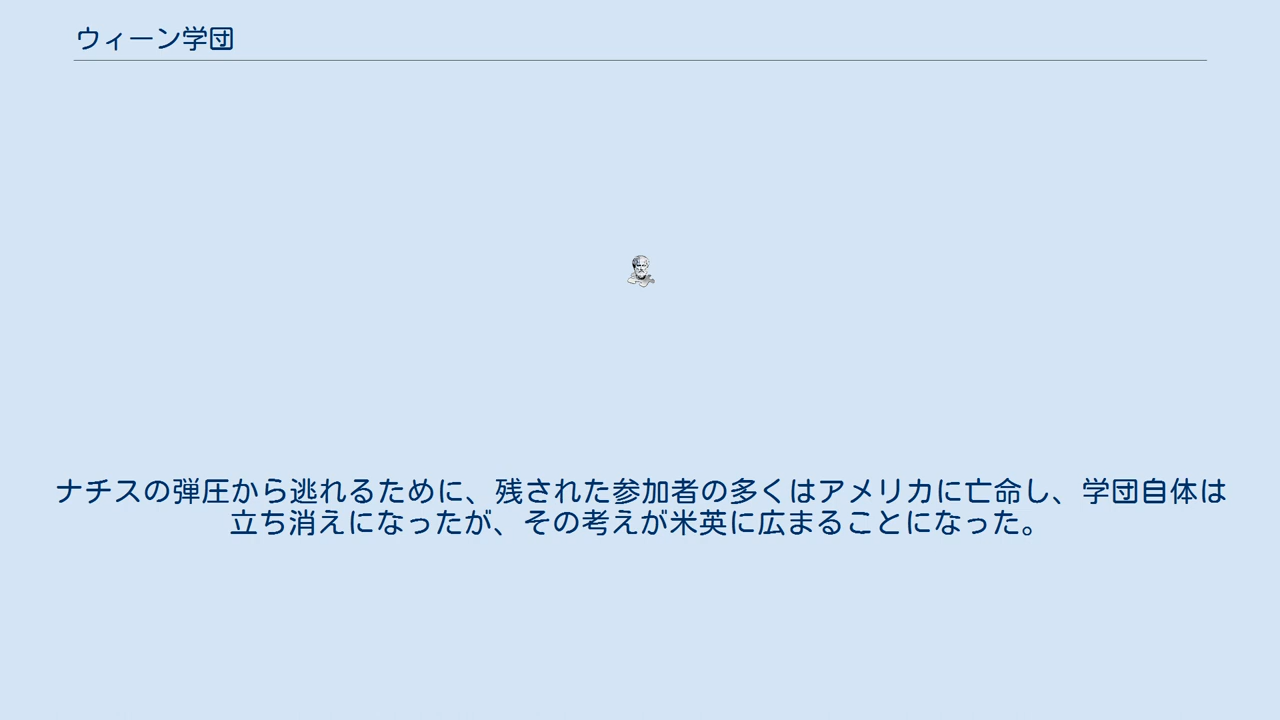 ウィーン学団
ナチスの弾圧から逃れるために、残された参加者の多くはアメリカに亡命し、学団自体は
立ち消えになったが、その考えが米英に広まることになった。